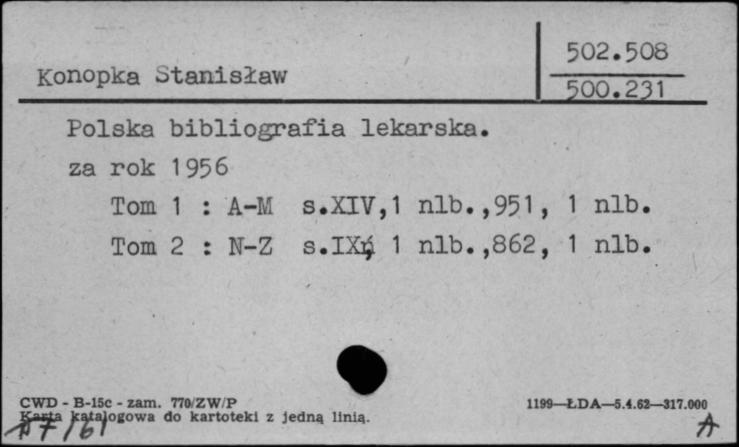 502.508
Konopka Stanisław
500.231
Polska bibliografia lekarska.
za rok 1956
Tom 1 : A-M s.XIV,1 nlb.,951, 1 nlb.
Tom 2 : N-Z s.IX, 1 nlb.,862, 1 nlb.
CWD - B-15c - zam. 770/ZW/P
1199—ŁDA—5.4.62—317.000
Karta katalogowa do kartoteki z jedną linią.
A